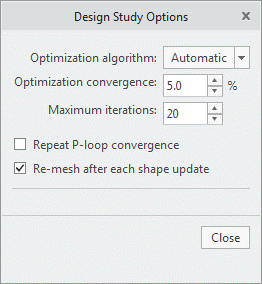 Design Study Options
Optimization algorithm: Automatic
Optimization convergence: 5.0 %
Maximum iterations: 20
Repeat P-loop convergence
Re-mesh after each shape update
Close